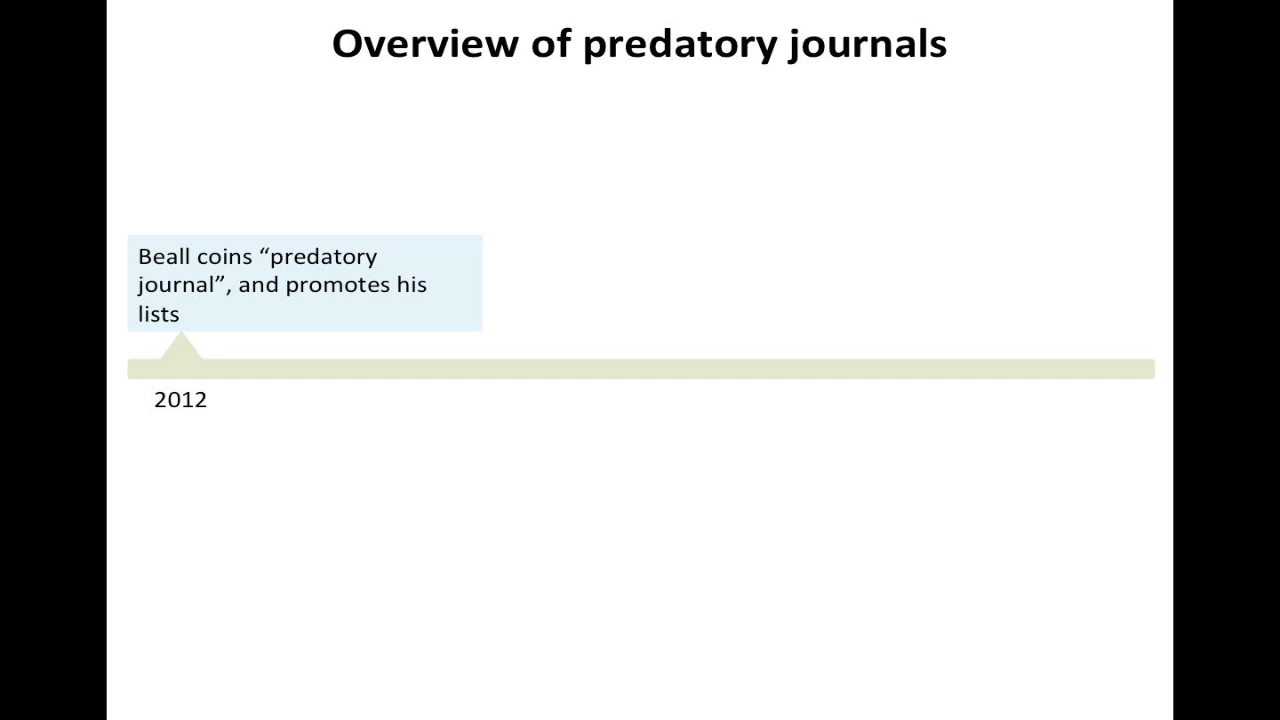 Overview of predatory journals
Beall coins “predatory
journal”, and promotes his
lists
2012